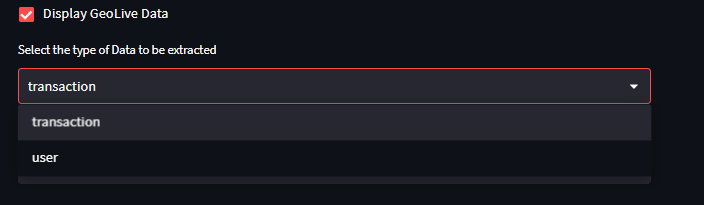 Display GeoLive Data
Select the type of Data to be extracted
transaction
transaction
user